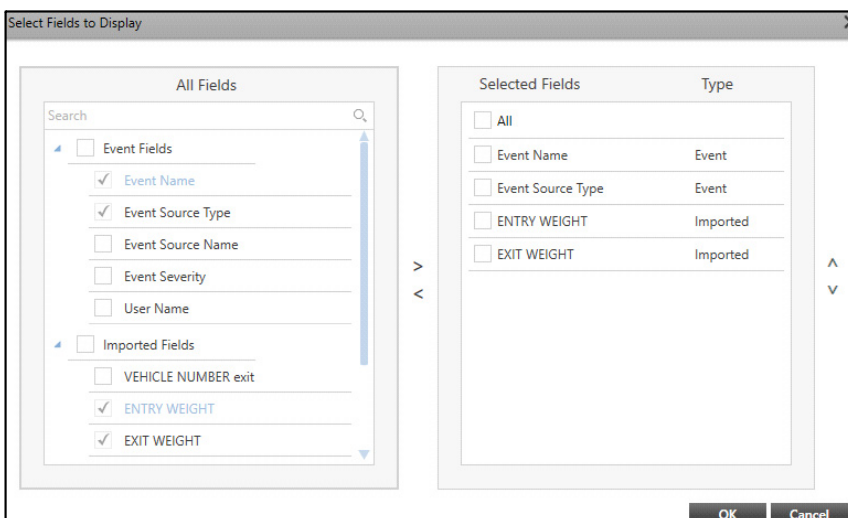 Select Fields to Display
All Fields
Search
Event Fields
Event Name
Event Source Type
Event Source Name
Event Severity
User Name
Imported Fields
VEHICLE NUMBER exit
ENTRY WEIGHT
EXIT WEIGHT
>
<
Selected Fields Type
All
Event Name Event
Event Source Type Event
ENTRY WEIGHT Imported
EXIT WEIGHT Imported
OK Cancel